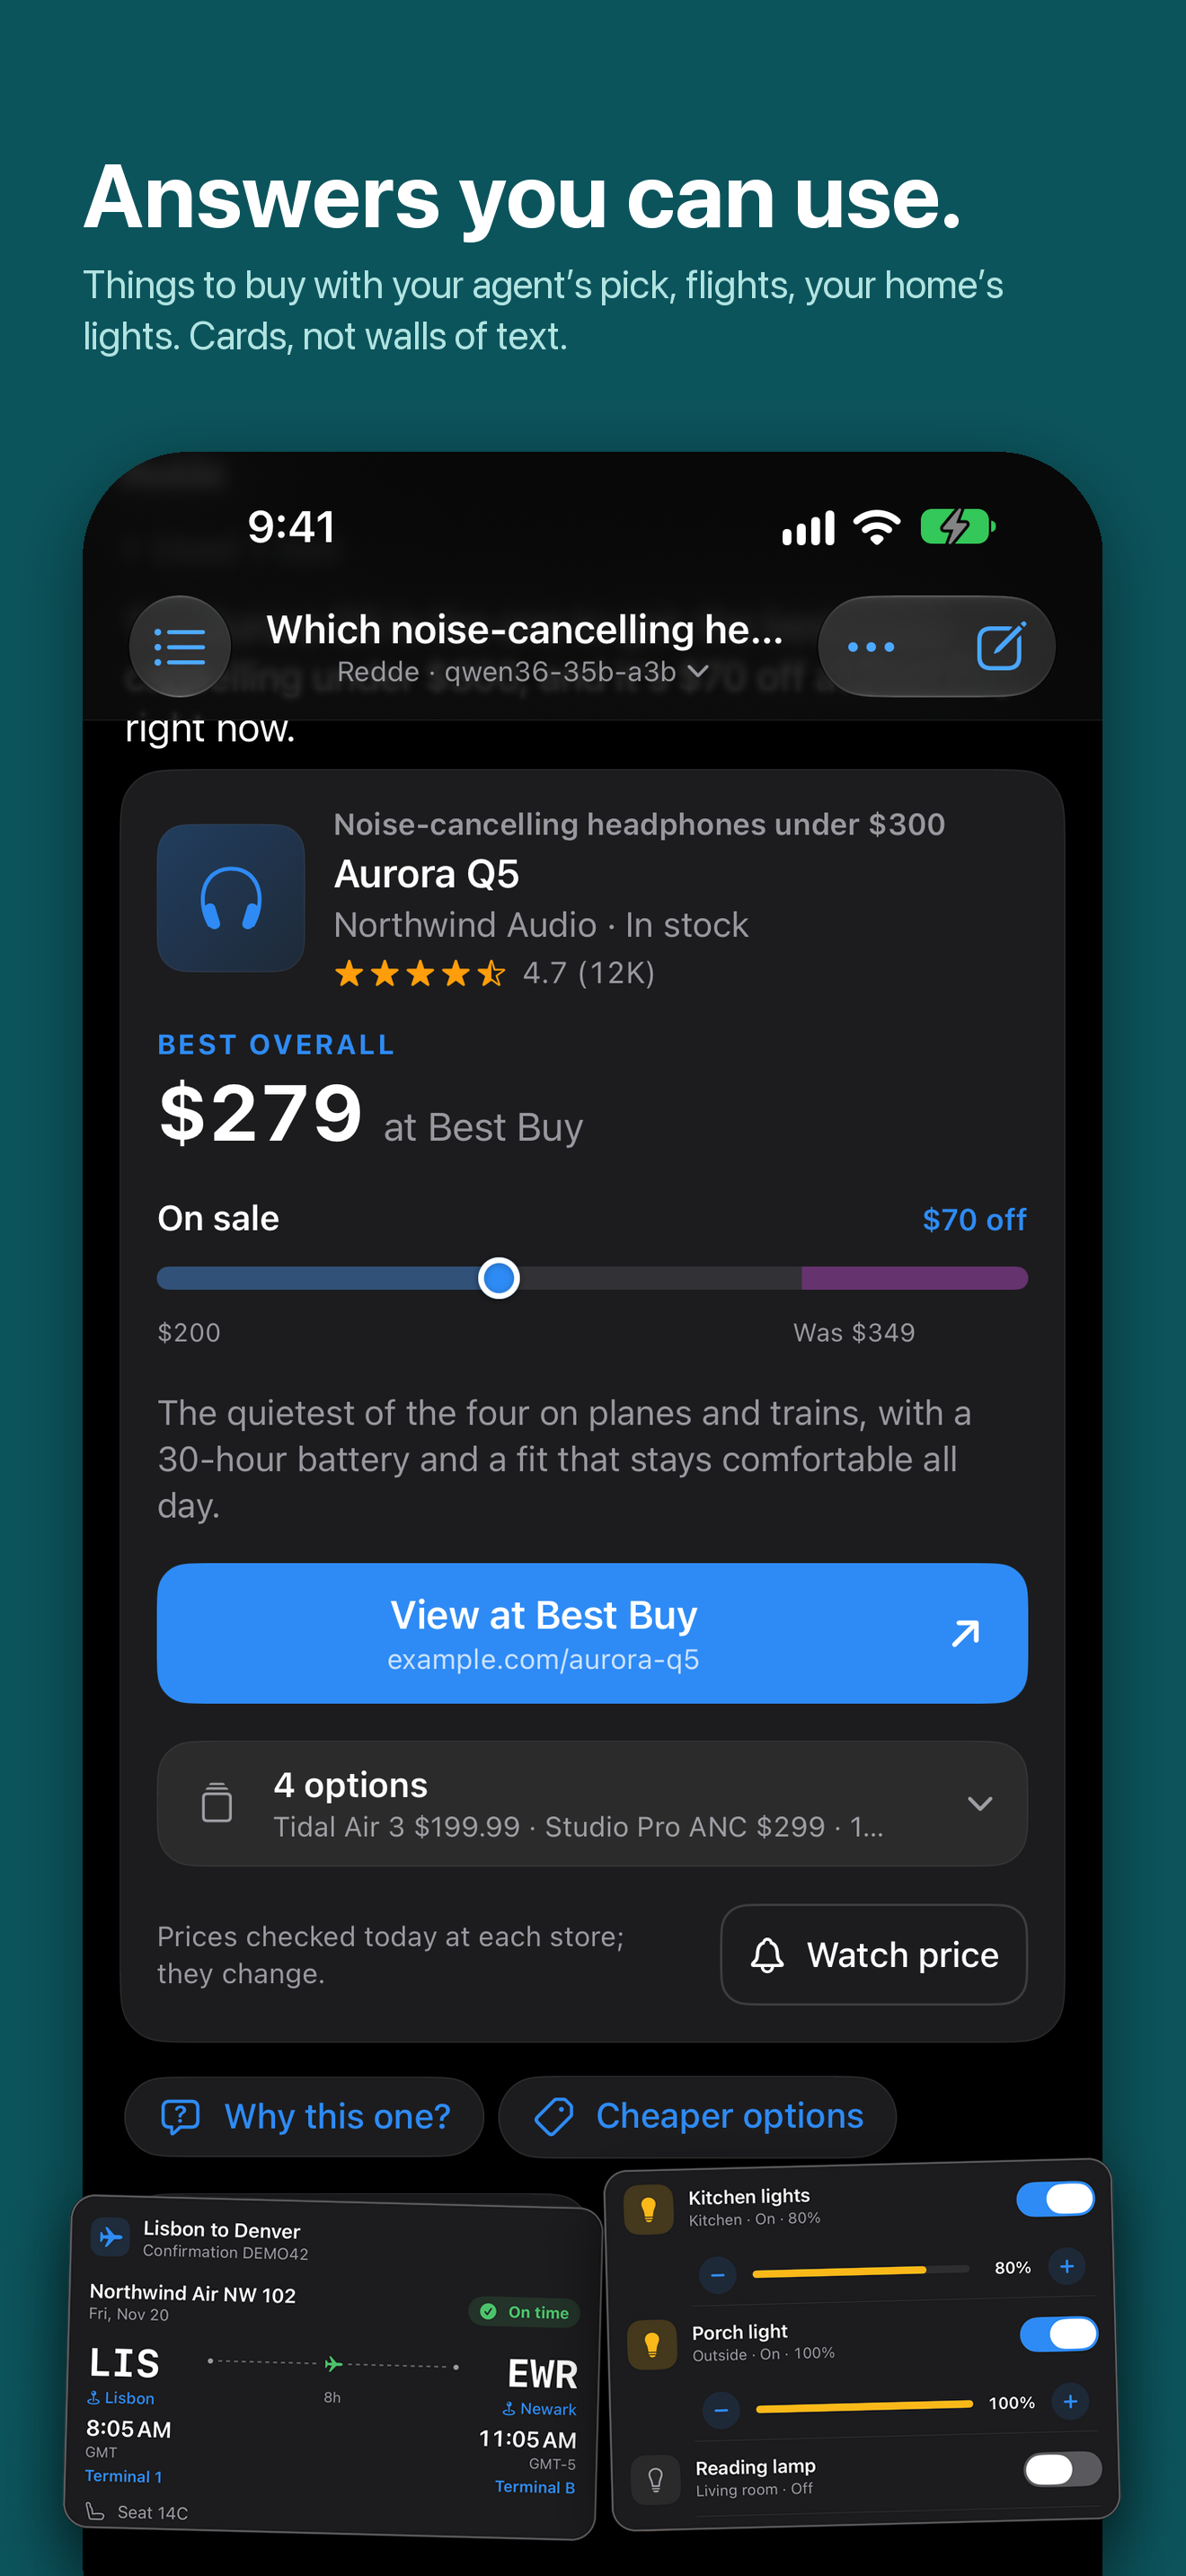 Answers you can use.
Things to buy with your agent’s pick, flights, your home’s
lights. Cards, not walls of text.
9:41
Which noise-cancelling he...
Redde · qwen36-35b-a3b
right now.
Noise-cancelling headphones under $300
Aurora Q5
Northwind Audio · In stock
4.7 (12K)
BEST OVERALL
$279 at Best Buy
On sale
$70 off
$200
Was $349
The quietest of the four on planes and trains, with a
30-hour battery and a fit that stays comfortable all
day.
View at Best Buy
example.com/aurora-q5
4 options
Tidal Air 3 $199.99 · Studio Pro ANC $299 · 1...
Prices checked today at each store;
they change.
Watch price
Why this one?
Cheaper options
Lisbon to Denver
Confirmation DEMO42
Northwind Air NW 102
Fri, Nov 20
On time
LIS
EWR
Lisbon
8h
Newark
8:05 AM
11:05 AM
GMT
GMT-5
Terminal 1
Terminal B
Seat 14C
Kitchen lights
Kitchen · On · 80%
80%
Porch light
Outside · On · 100%
100%
Reading lamp
Living room · Off